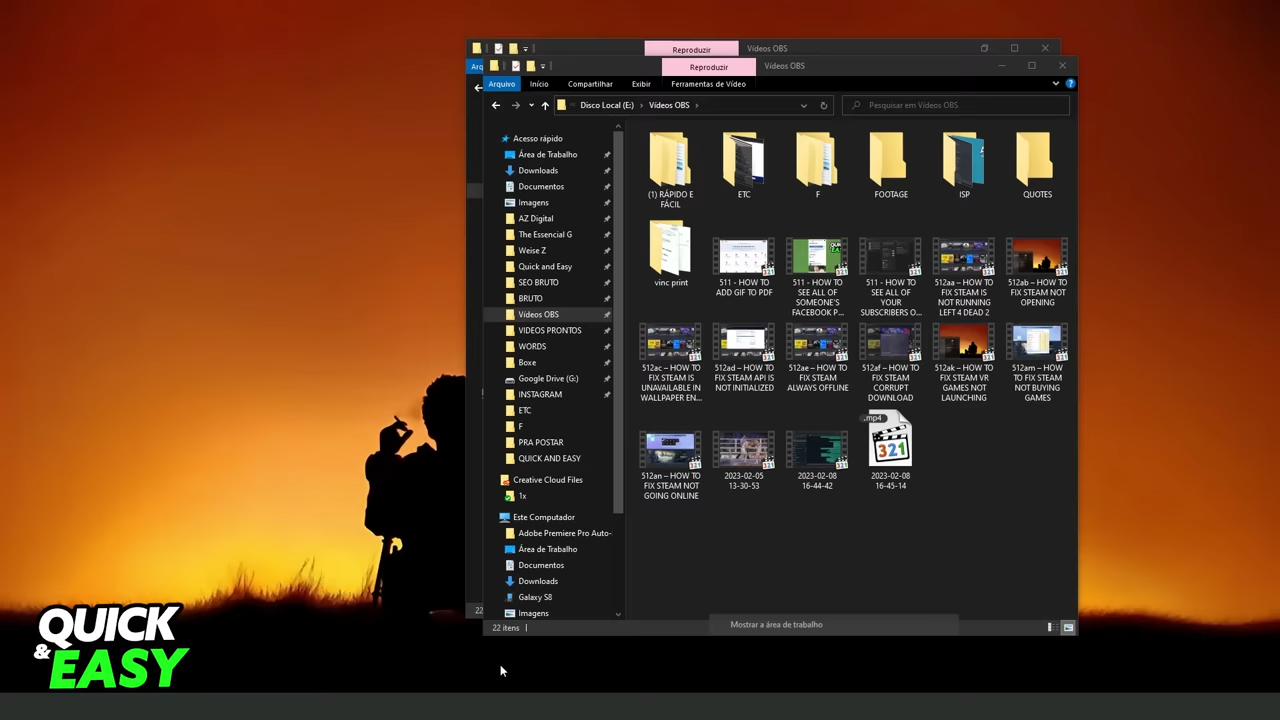 Reproduzir
Vídeos OBS
Arq
Reproduzir
Vídeos OBS
Arquivo
Início
Compartilhar
Exibir
Ferramentas de Vídeo
Disco Local (E:) > Vídeos OBS >
Pesquisar em Vídeos OBS
Acesso rápido
Área de Trabalho
Downloads
Documentos
Imagens
AZ Digital
The Essencial G
Weise Z
Quick and Easy
SEO BRUTO
BRUTO
Vídeos OBS
VIDEOS PRONTOS
WORDS
Boxe
Google Drive (G:)
INSTAGRAM
ETC
F
PRA POSTAR
QUICK AND EASY
Creative Cloud Files
1x
Este Computador
Adobe Premiere Pro Auto-
Área de Trabalho
Documentos
Downloads
Galaxy S8
Imagens
(1) RÁPIDO E
FÁCIL
ETC
F
FOOTAGE
ISP
QUOTES
vinc print
511 - HOW TO
ADD GIF TO PDF
511 - HOW TO
SEE ALL OF
SOMEONE'S
FACEBOOK P...
511 - HOW TO
SEE ALL OF
YOUR
SUBSCRIBERS O...
512aa – HOW TO
FIX STEAM IS
NOT RUNNING
LEFT 4 DEAD 2
512ab – HOW TO
FIX STEAM NOT
OPENING
512ac – HOW TO
FIX STEAM IS
UNAVAILABLE IN
WALLPAPER EN...
512ad – HOW TO
FIX STEAM API IS
NOT INITIALIZED
512ae – HOW TO
FIX STEAM
ALWAYS OFFLINE
512af – HOW TO
FIX STEAM
CORRUPT
DOWNLOAD
512ak – HOW TO
FIX STEAM VR
GAMES NOT
LAUNCHING
512am – HOW
TO FIX STEAM
NOT BUYING
GAMES
512an – HOW TO
FIX STEAM NOT
GOING ONLINE
2023-02-05
13-30-53
2023-02-08
16-44-42
.mp4
321
2023-02-08
16-45-14
22
22 itens
Mostrar a área de trabalho
QUICK
& EASY